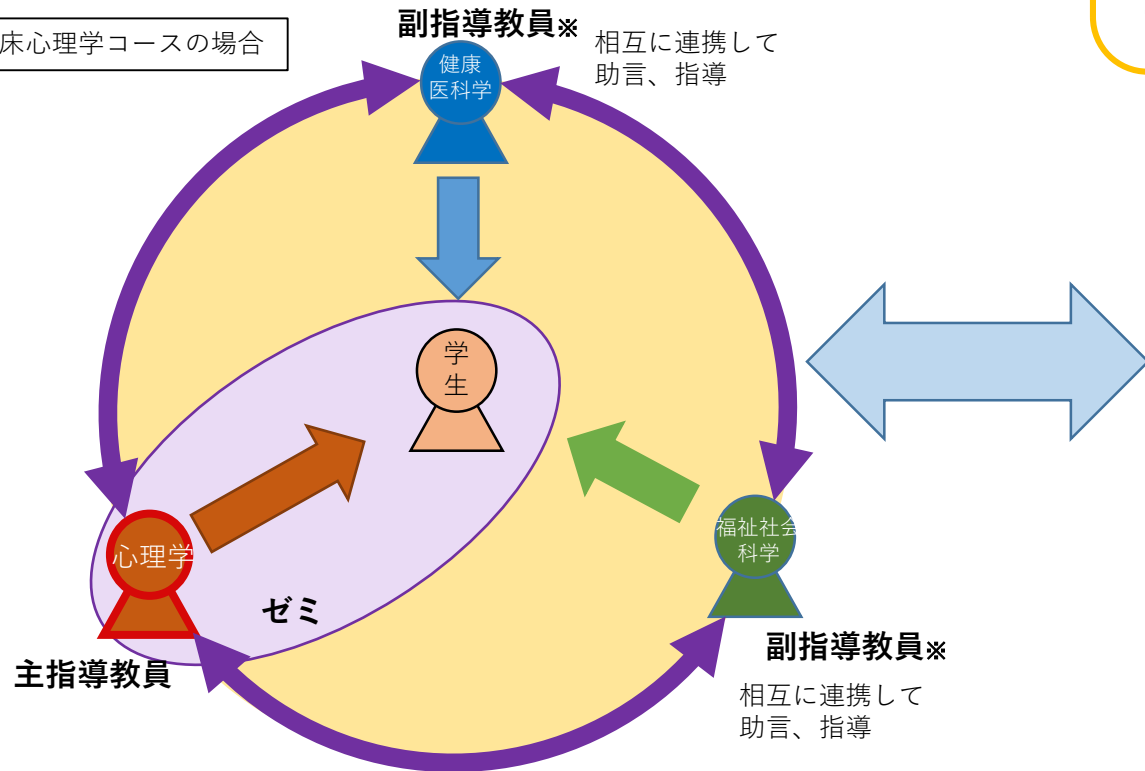 床心理学コースの場合
副指導教員※
相互に連携して
助言、指導
健康
医科学
学
生
心理学
福祉社会
科学
ゼミ
主指導教員
副指導教員※
相互に連携して
助言、指導